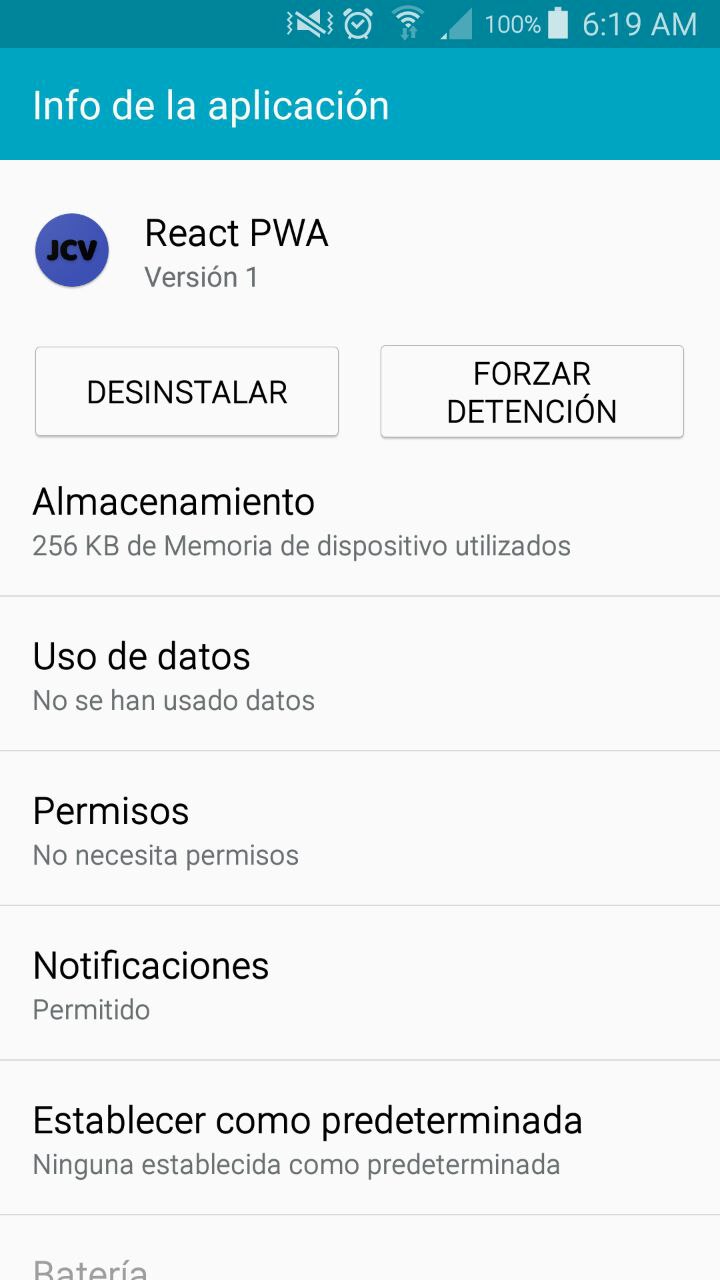 100% 6:19 AM
Info de la aplicación
JCV
React PWA
Versión 1
DESINSTALAR
FORZAR
DETENCIÓN
Almacenamiento
256 KB de Memoria de dispositivo utilizados
Uso de datos
No se han usado datos
Permisos
No necesita permisos
Notificaciones
Permitido
Establecer como predeterminada
Ninguna establecida como predeterminada
Batería